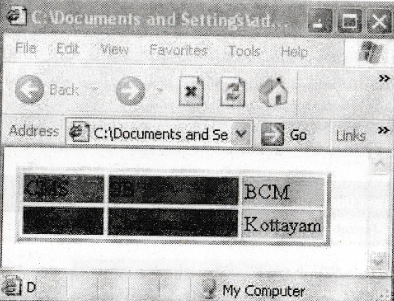 C:\Documents and Settings\ad...
File Edit View Favorites Tools Help
Back
Address C:\Documents and Se Go Links »
CMS SB BCM
Kottayam
D My Computer